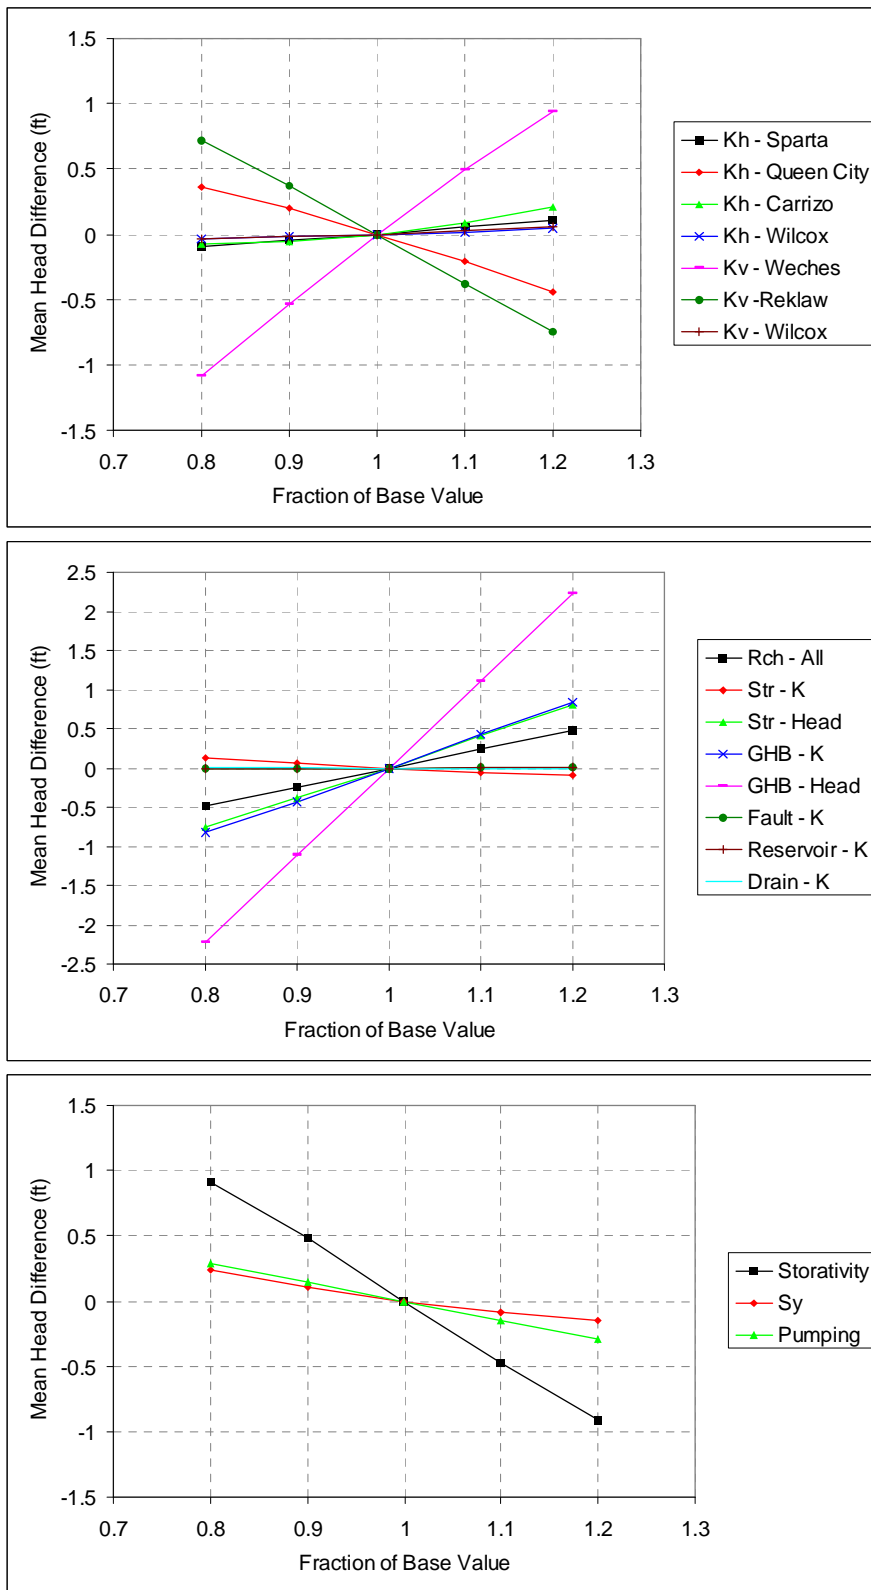 1.5
1
0.5
0
-0.5
-1
-1.5
0.7 0.8 0.9 1 1.1 1.2 1.3
Mean Head Difference (ft)
Fraction of Base Value
Kh - Sparta
Kh - Queen City
Kh - Carrizo
Kh - Wilcox
Kv - Weches
Kv -Reklaw
Kv - Wilcox
2.5
2
1.5
1
0.5
0
-0.5
-1
-1.5
-2
-2.5
0.7 0.8 0.9 1 1.1 1.2 1.3
Mean Head Difference (ft)
Fraction of Base Value
Rch - All
Str - K
Str - Head
GHB - K
GHB - Head
Fault - K
Reservoir - K
Drain - K
1.5
1
0.5
0
-0.5
-1
-1.5
0.7 0.8 0.9 1 1.1 1.2 1.3
Mean Head Difference (ft)
Fraction of Base Value
Storativity
Sy
Pumping